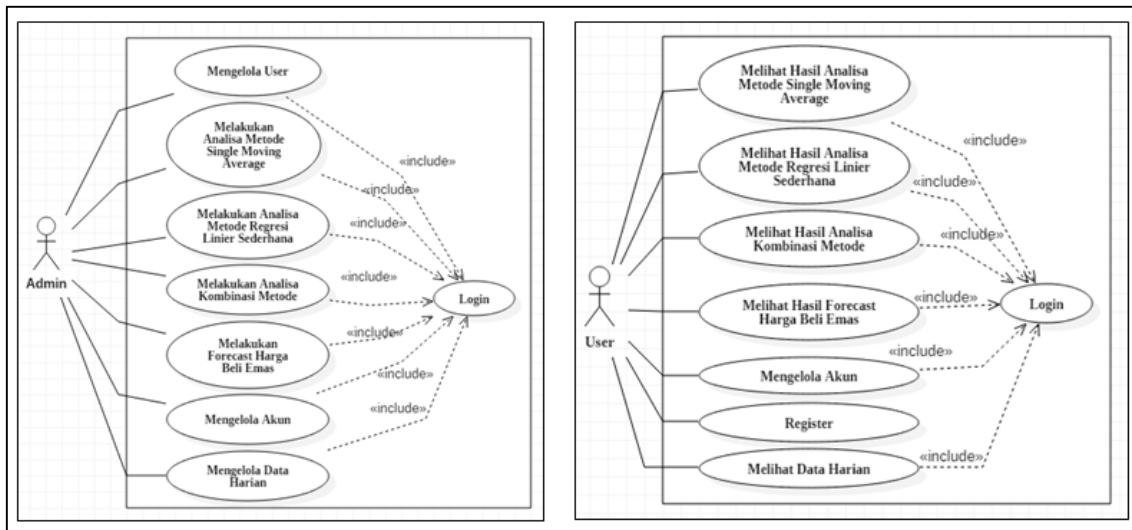 Mengelola User
Melakukan
Analisa Metode
Single Moving
Average
Melakukan Analisa
Metode Regresi
Linier Sederhana
Melakukan Analisa
Kombinasi Metode
Melakukan
Forecast Harga
Beli Emas
Mengelola Akun
Mengelola Data
Harian
Admin
Login
«include»
«include»
«include»
«include»
«include»
«include»
«include»
Melihat Hasil Analisa
Metode Single Moving
Average
Melihat Hasil Analisa
Metode Regresi Linier
Sederhana
Melihat Hasil Analisa
Kombinasi Metode
Melihat Hasil Forecast
Harga Beli Emas
Mengelola Akun
Register
Melihat Data Harian
User
Login
«include»
«include»
«include»
«include»
«include»
«include»